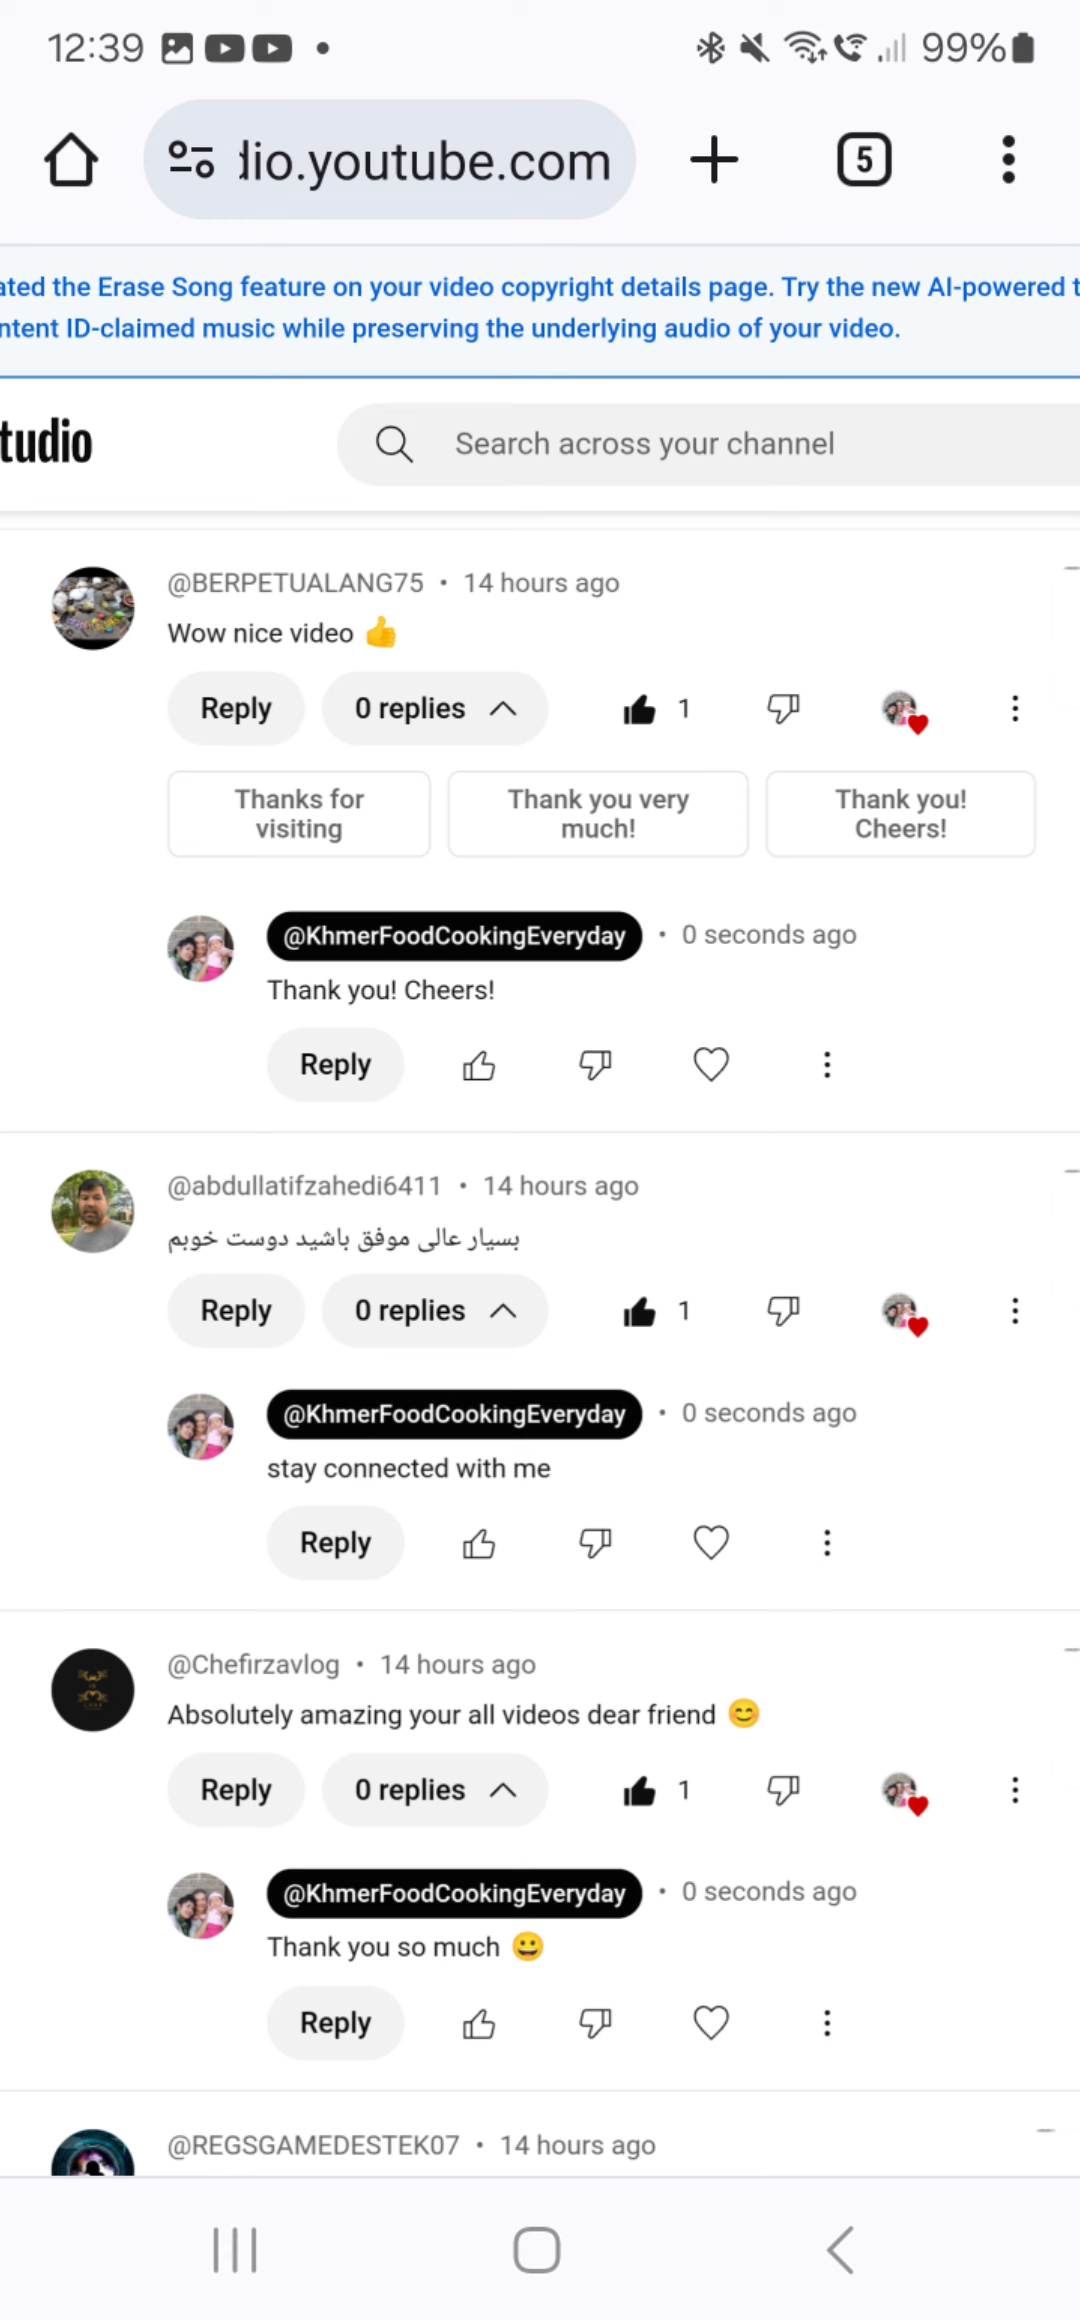 12:39
99%
lio.youtube.com
5
ated the Erase Song feature on your video copyright details page. Try the new AI-powered t
ntent ID-claimed music while preserving the underlying audio of your video.
tudio
Search across your channel
@BERPETUALANG75 • 14 hours ago
Wow nice video 👍
Reply
0 replies
1
Thanks for
visiting
Thank you very
much!
Thank you!
Cheers!
@KhmerFoodCookingEveryday • 0 seconds ago
Thank you! Cheers!
Reply
@abdullatifzahedi6411 • 14 hours ago
بسیار عالی موفق باشید دوست خوبم
Reply
0 replies
1
@KhmerFoodCookingEveryday • 0 seconds ago
stay connected with me
Reply
@Chefirzavlog • 14 hours ago
Absolutely amazing your all videos dear friend 😊
Reply
0 replies
1
@KhmerFoodCookingEveryday • 0 seconds ago
Thank you so much 😀
Reply
@REGSGAMEDESTEK07 • 14 hours ago